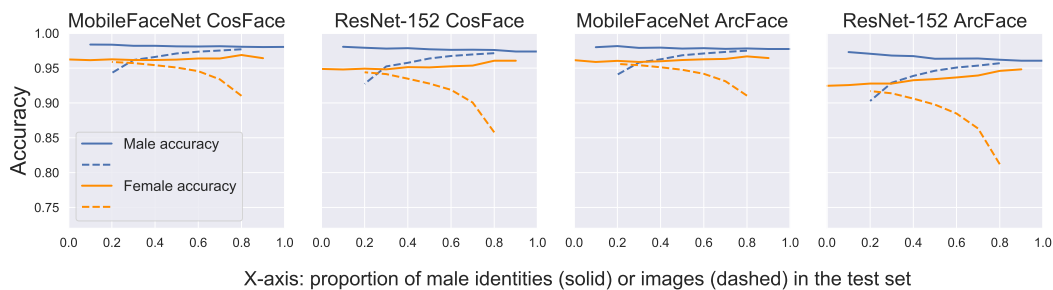 MobileFaceNet CosFace
ResNet-152 CosFace
MobileFaceNet ArcFace
ResNet-152 ArcFace
Accuracy
1.00
0.95
0.90
0.85
0.80
0.75
Male accuracy
Female accuracy
0.0 0.2 0.4 0.6 0.8 1.0
0.0 0.2 0.4 0.6 0.8 1.0
0.0 0.2 0.4 0.6 0.8 1.0
0.0 0.2 0.4 0.6 0.8 1.0
X-axis: proportion of male identities (solid) or images (dashed) in the test set